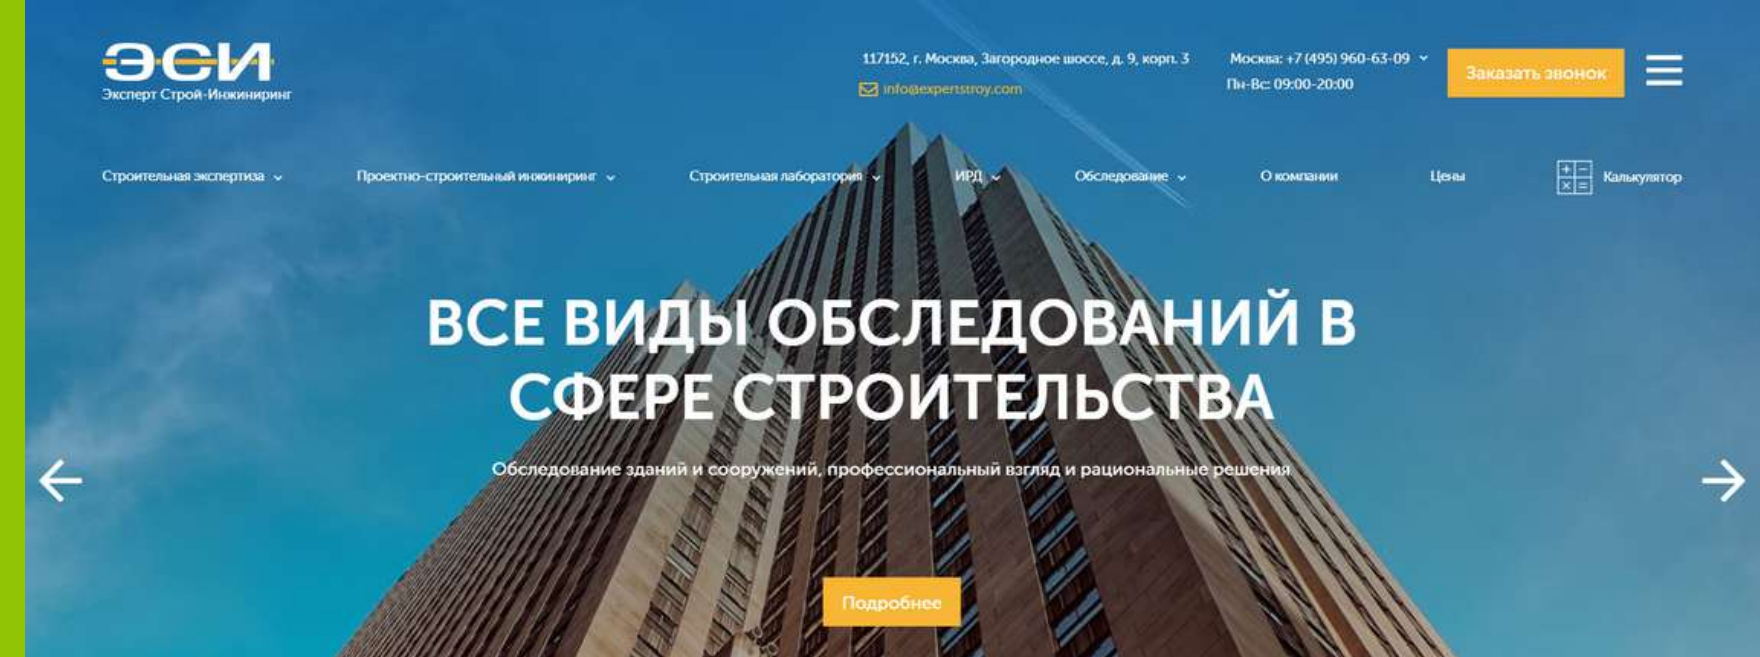 ЭСИ
Эксперт Строй-Инжиниринг
117152, г. Москва, Загородное шоссе, д. 9, корп. 3
info@expertstroy.com
Москва: +7 (495) 960-63-09
Пн-Вс: 09:00-20:00
Заказать звонок
Строительная экспертиза
Проектно-строительный инжиниринг
Строительная лаборатория
ИРД
Обследование
О компании
Цены
Калькулятор
ВСЕ ВИДЫ ОБСЛЕДОВАНИЙ В
СФЕРЕ СТРОИТЕЛЬСТВА
Обследование зданий и сооружений, профессиональный взгляд и рациональные решения
Подробнее